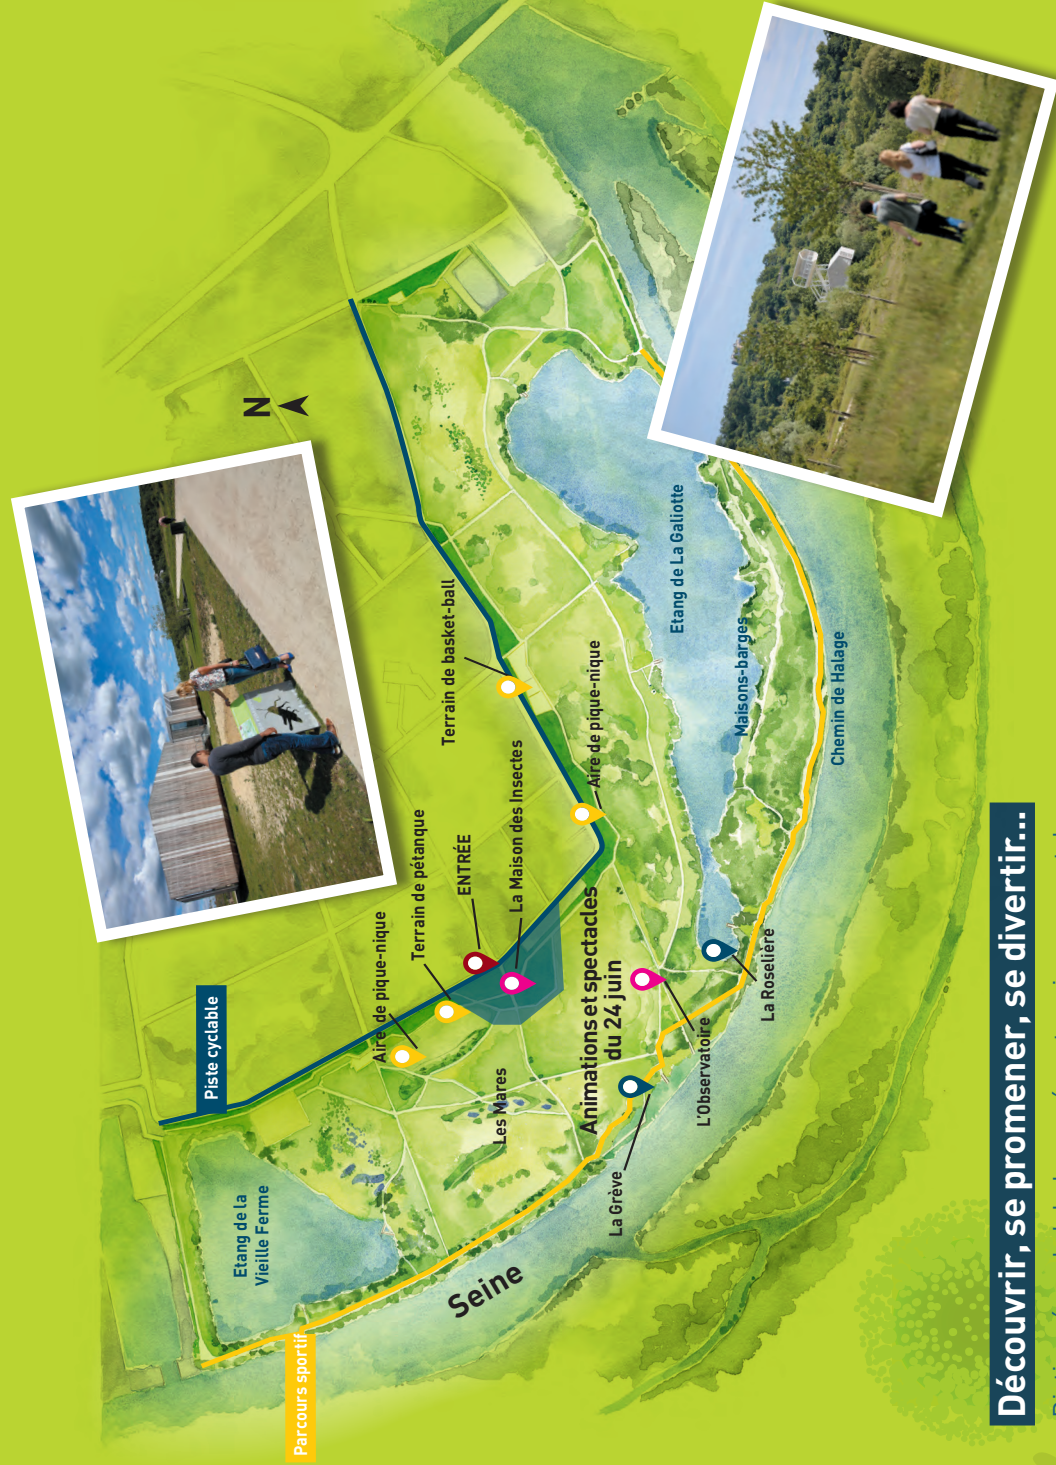 N
Piste cyclable
Aire de pique-nique
Terrain de pétanque
ENTRÉE
La Maison des Insectes
Terrain de basket-ball
Aire de pique-nique
Animations et spectacles
du 24 juin
Les Mares
Etang de la
Vieille Ferme
Parcours sportif
Seine
La Grève
L'Observatoire
La Roselière
Etang de La Galiotte
Maisons-barges
Chemin de Halage
Découvrir, se promener, se divertir...